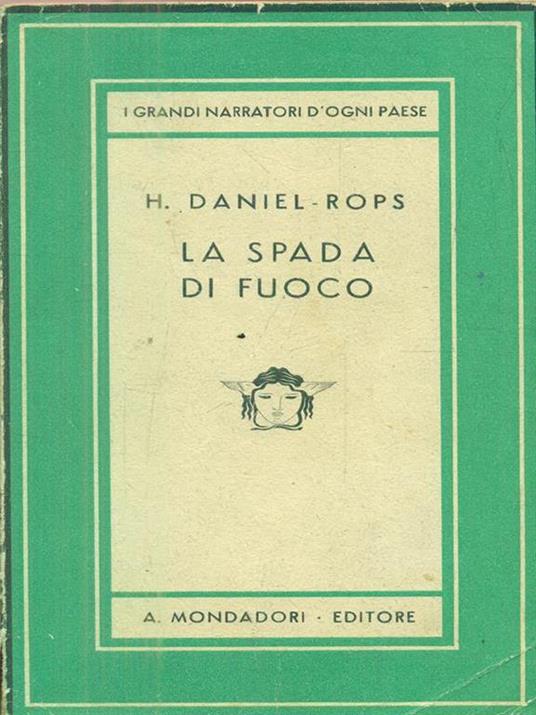 I GRANDI NARRATORI D'OGNI PAESE
H. DANIEL-ROPS
LA SPADA
DI FUOCO
A. MONDADORI · EDITORE